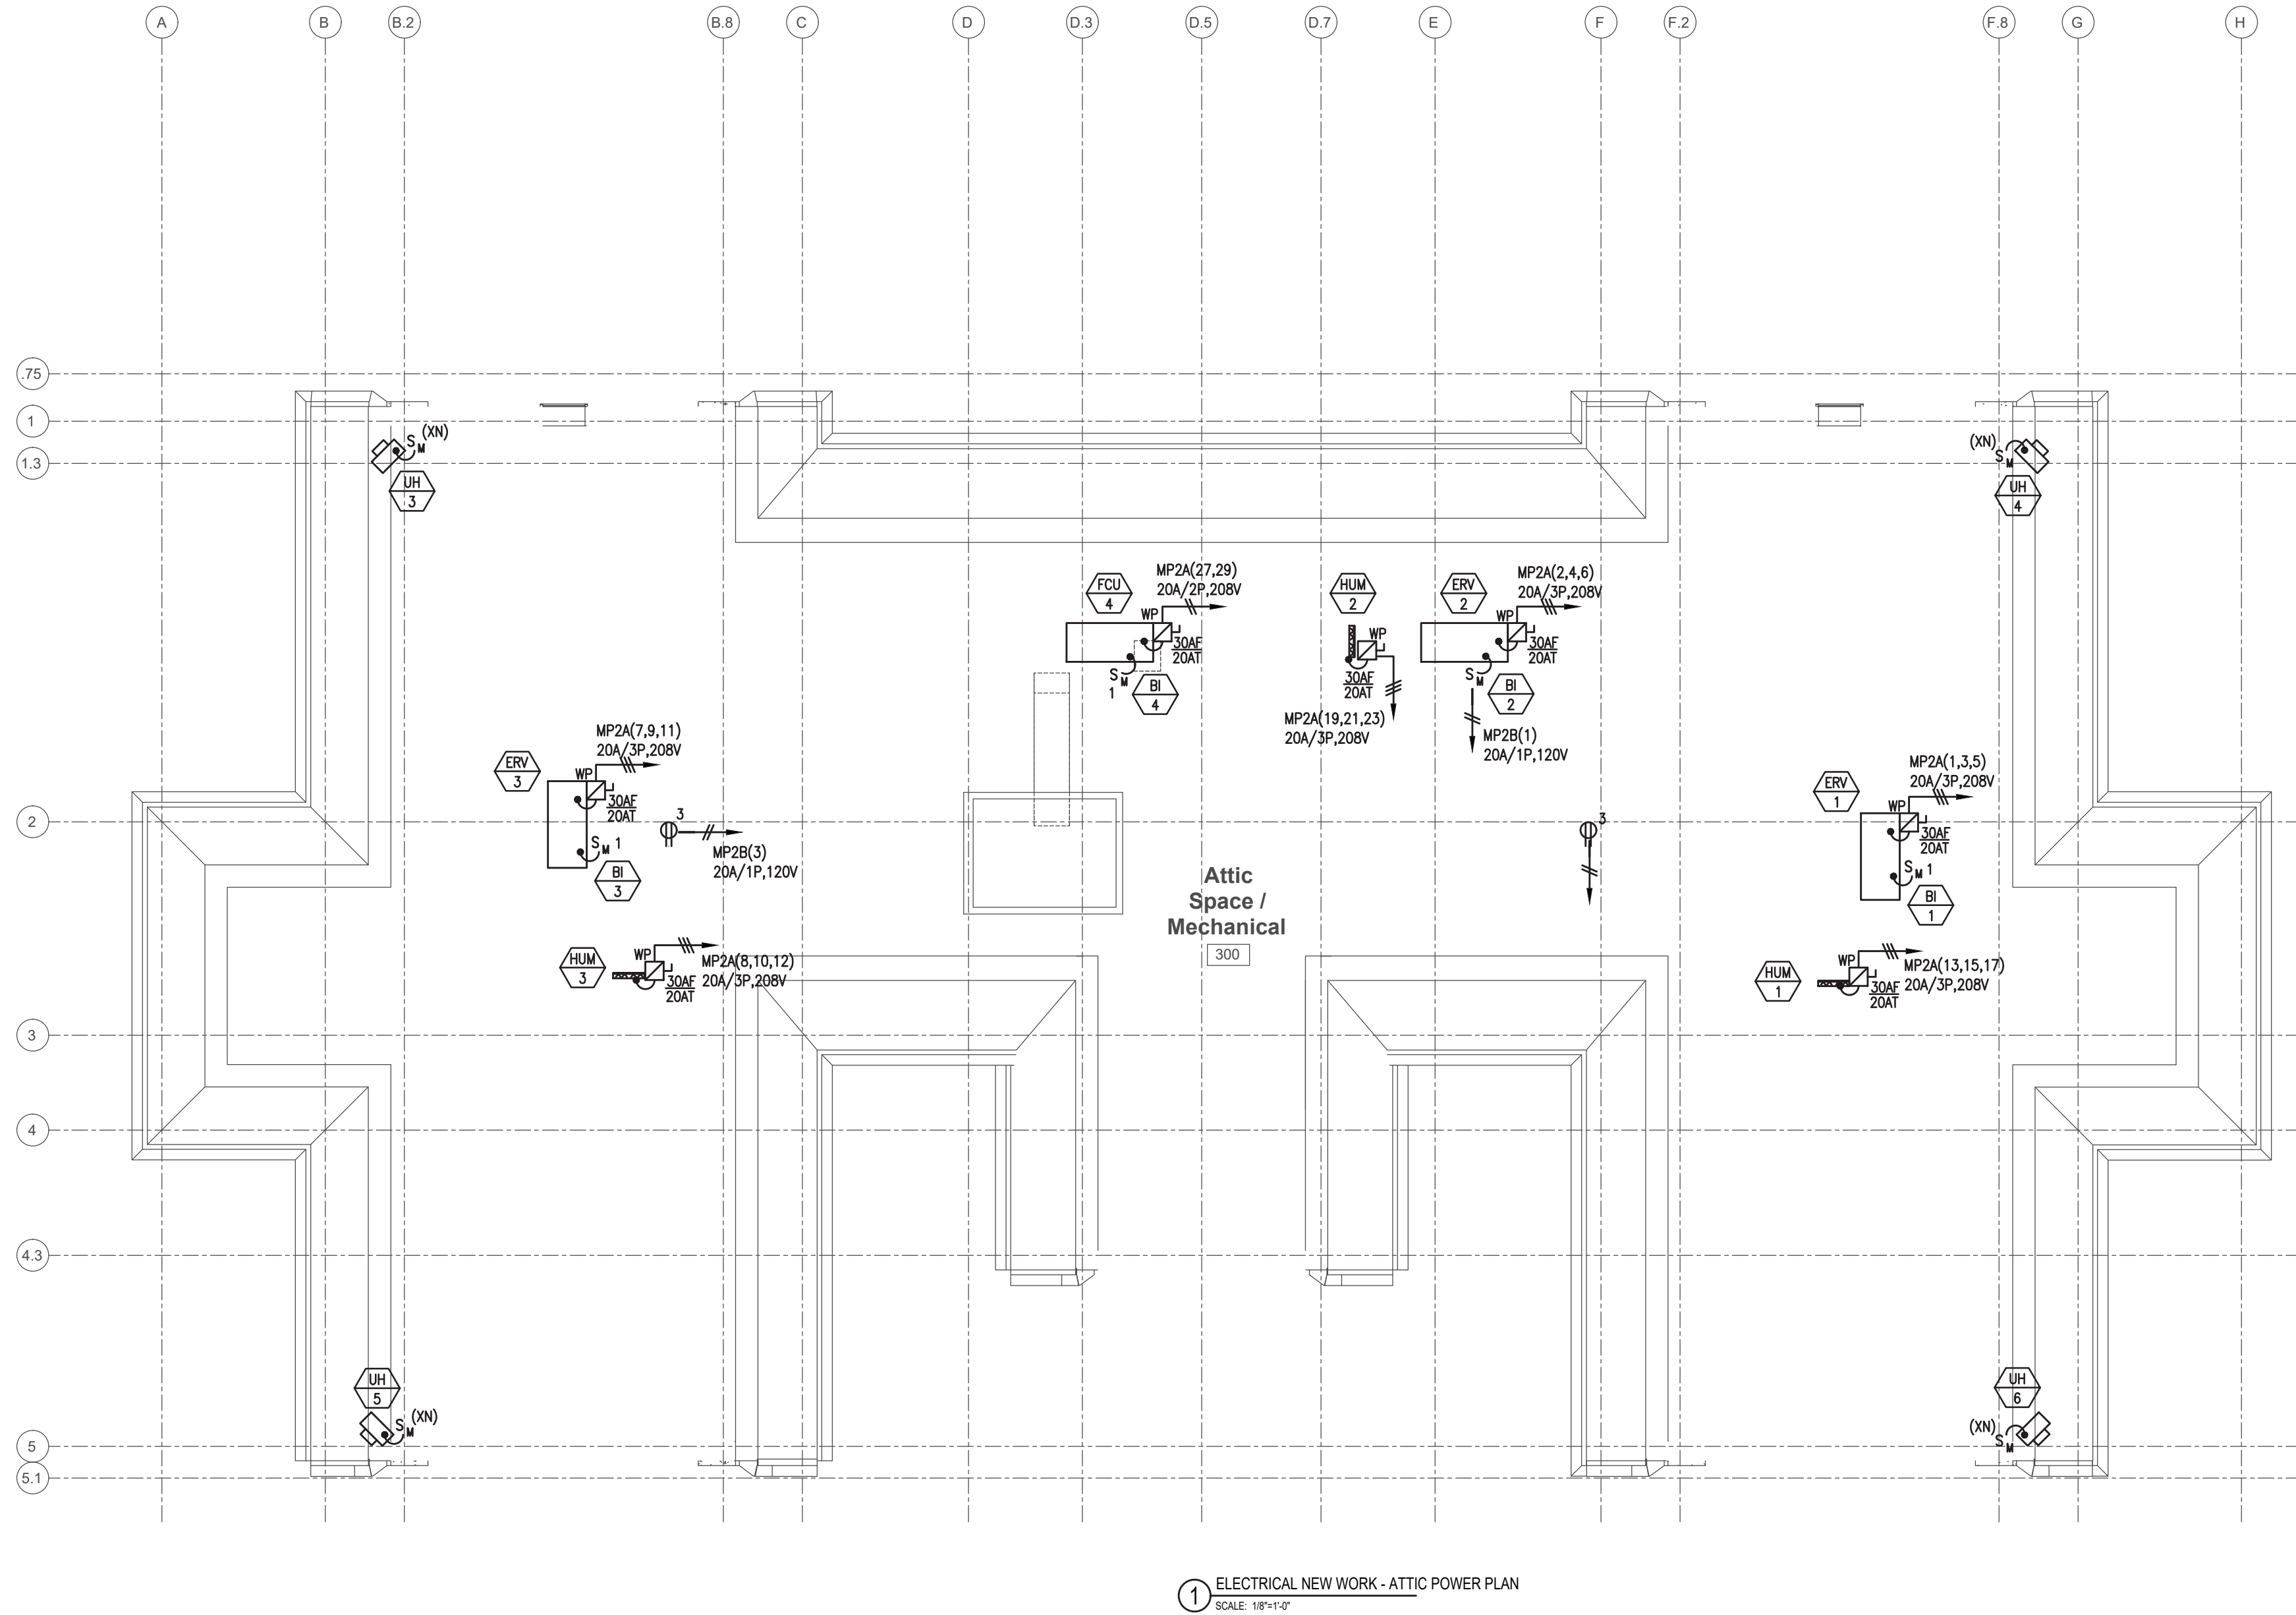 A
B
B.2
B.8
C
D
D.3
D.5
D.7
E
F
F.2
F.8
G
H
.75
1
1.3
2
3
4
4.3
5
5.1
S M (XN)
UH
3
(XN)
S M
UH
4
FCU
4
MP2A(27,29)
20A/2P,208V
WP
30AF
20AT
S M
1
BI
4
HUM
2
WP
30AF
20AT
MP2A(19,21,23)
20A/3P,208V
ERV
2
MP2A(2,4,6)
20A/3P,208V
WP
30AF
20AT
S M
BI
2
MP2B(1)
20A/1P,120V
ERV
3
MP2A(7,9,11)
20A/3P,208V
WP
30AF
20AT
S M 1
BI
3
3
MP2B(3)
20A/1P,120V
3
ERV
1
MP2A(1,3,5)
20A/3P,208V
WP
30AF
20AT
S M 1
BI
1
Attic
Space /
Mechanical
300
HUM
3
WP
30AF
20AT
MP2A(8,10,12)
20A/3P,208V
HUM
1
WP
30AF
20AT
MP2A(13,15,17)
20A/3P,208V
UH
5
S M (XN)
UH
6
(XN)
S M
1
ELECTRICAL NEW WORK - ATTIC POWER PLAN
SCALE: 1/8"=1'-0"